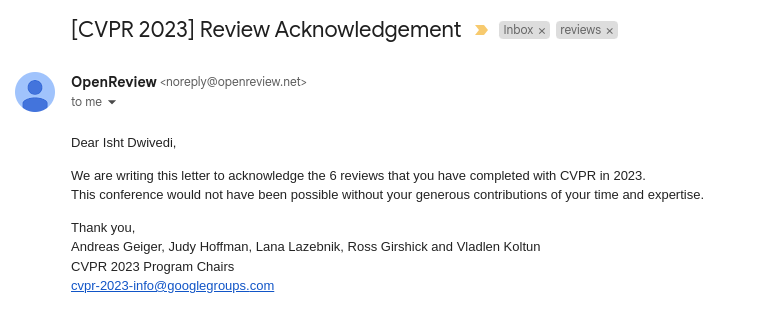 [CVPR 2023] Review Acknowledgement Inbox × reviews ×
OpenReview <noreply@openreview.net>
to me
Dear Isht Dwivedi,
We are writing this letter to acknowledge the 6 reviews that you have completed with CVPR in 2023.
This conference would not have been possible without your generous contributions of your time and expertise.
Thank you,
Andreas Geiger, Judy Hoffman, Lana Lazebnik, Ross Girshick and Vladlen Koltun
CVPR 2023 Program Chairs
cvpr-2023-info@googlegroups.com